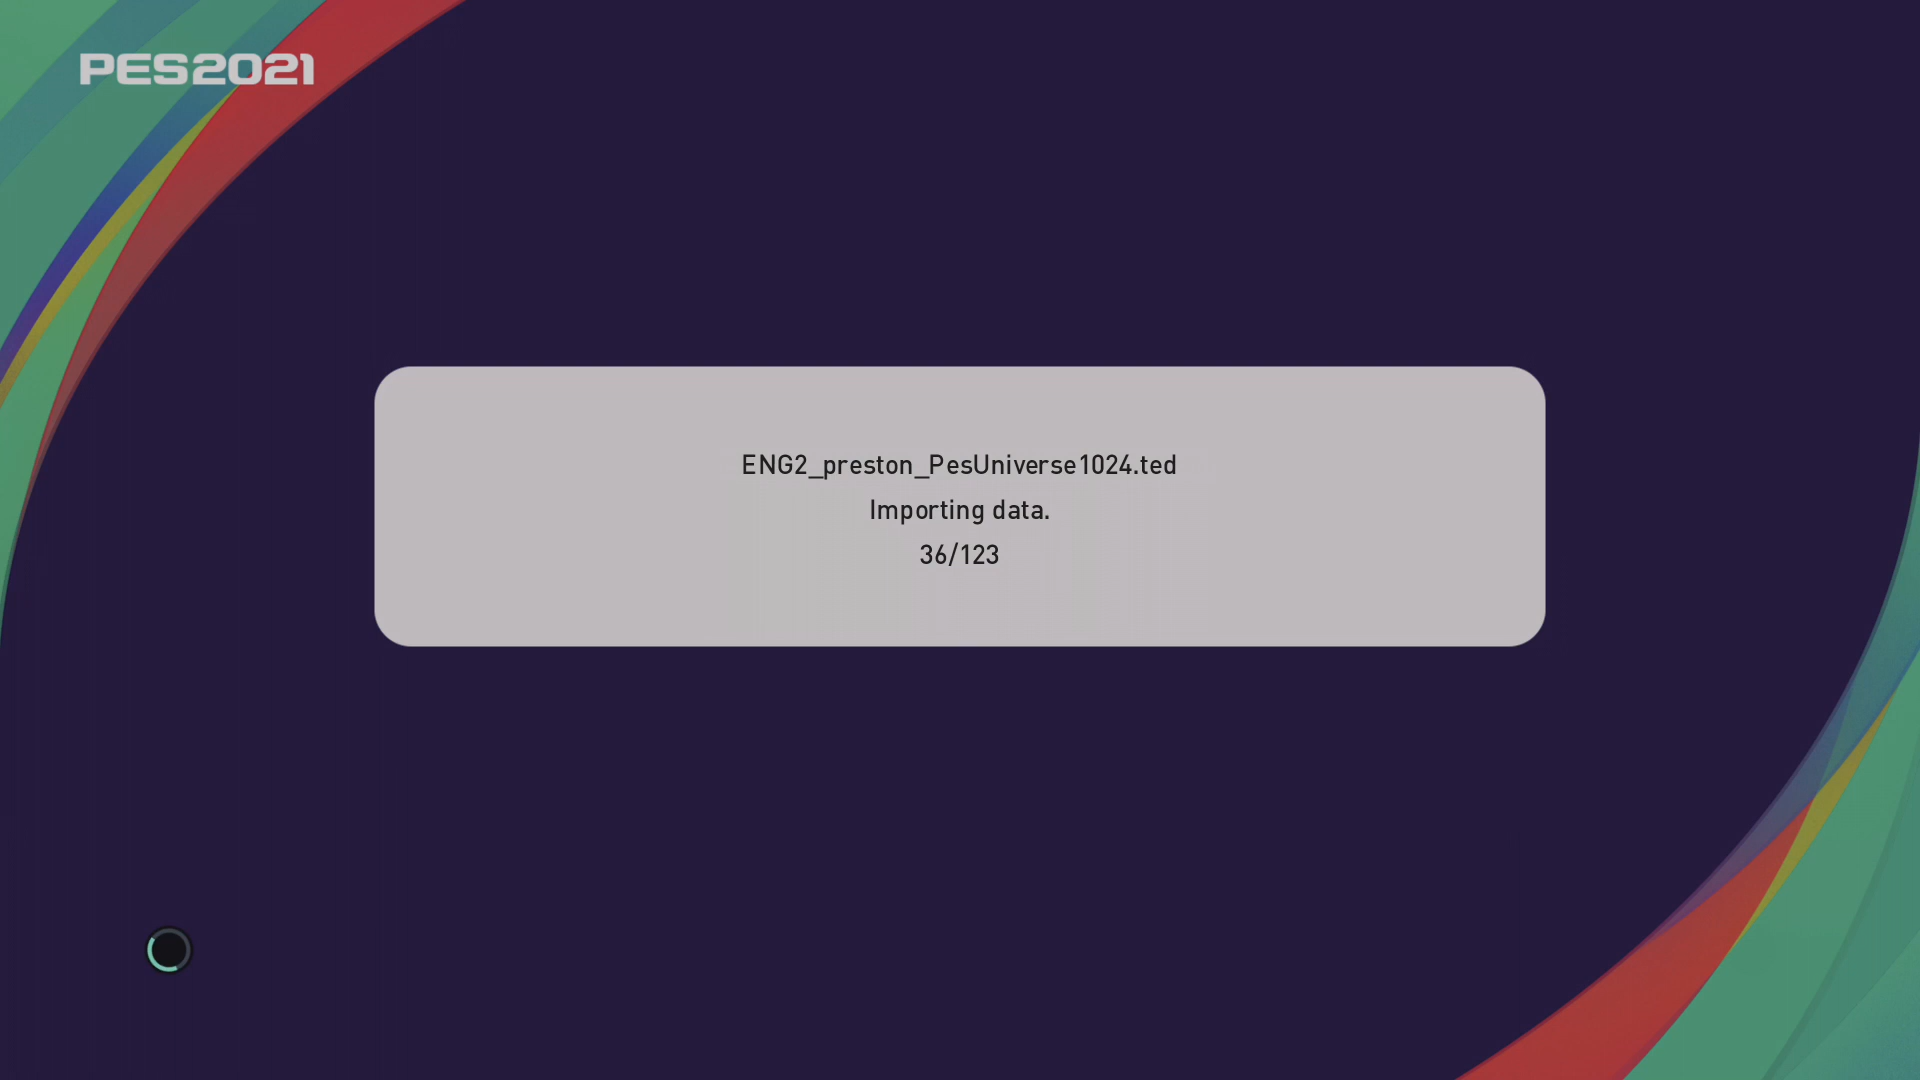 PES2021
ENG2_preston_PesUniverse1024.ted
Importing data.
36/123